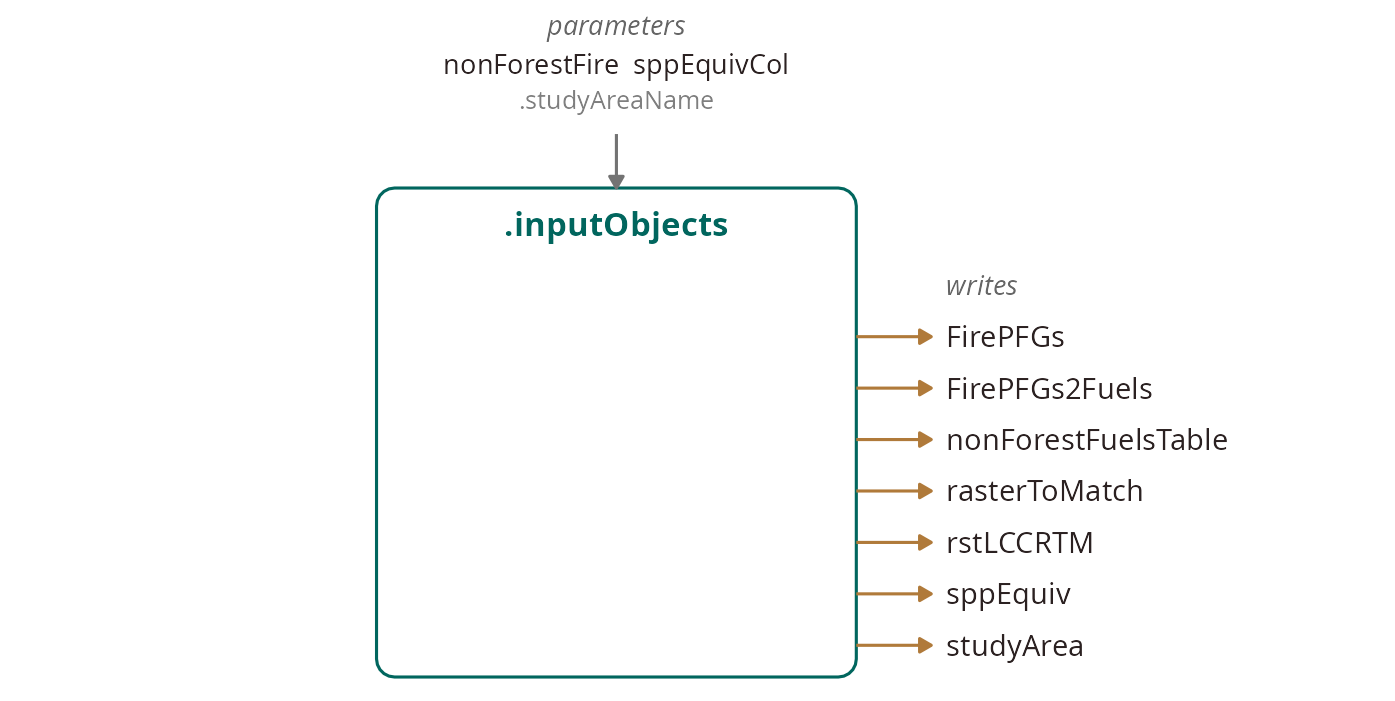 parameters
nonForestFire sppEquivCol
.studyAreaName
.inputObjects
writes
FirePFGs
FirePFGs2Fuels
nonForestFuelsTable
rasterToMatch
rstLCCRTM
sppEquiv
studyArea